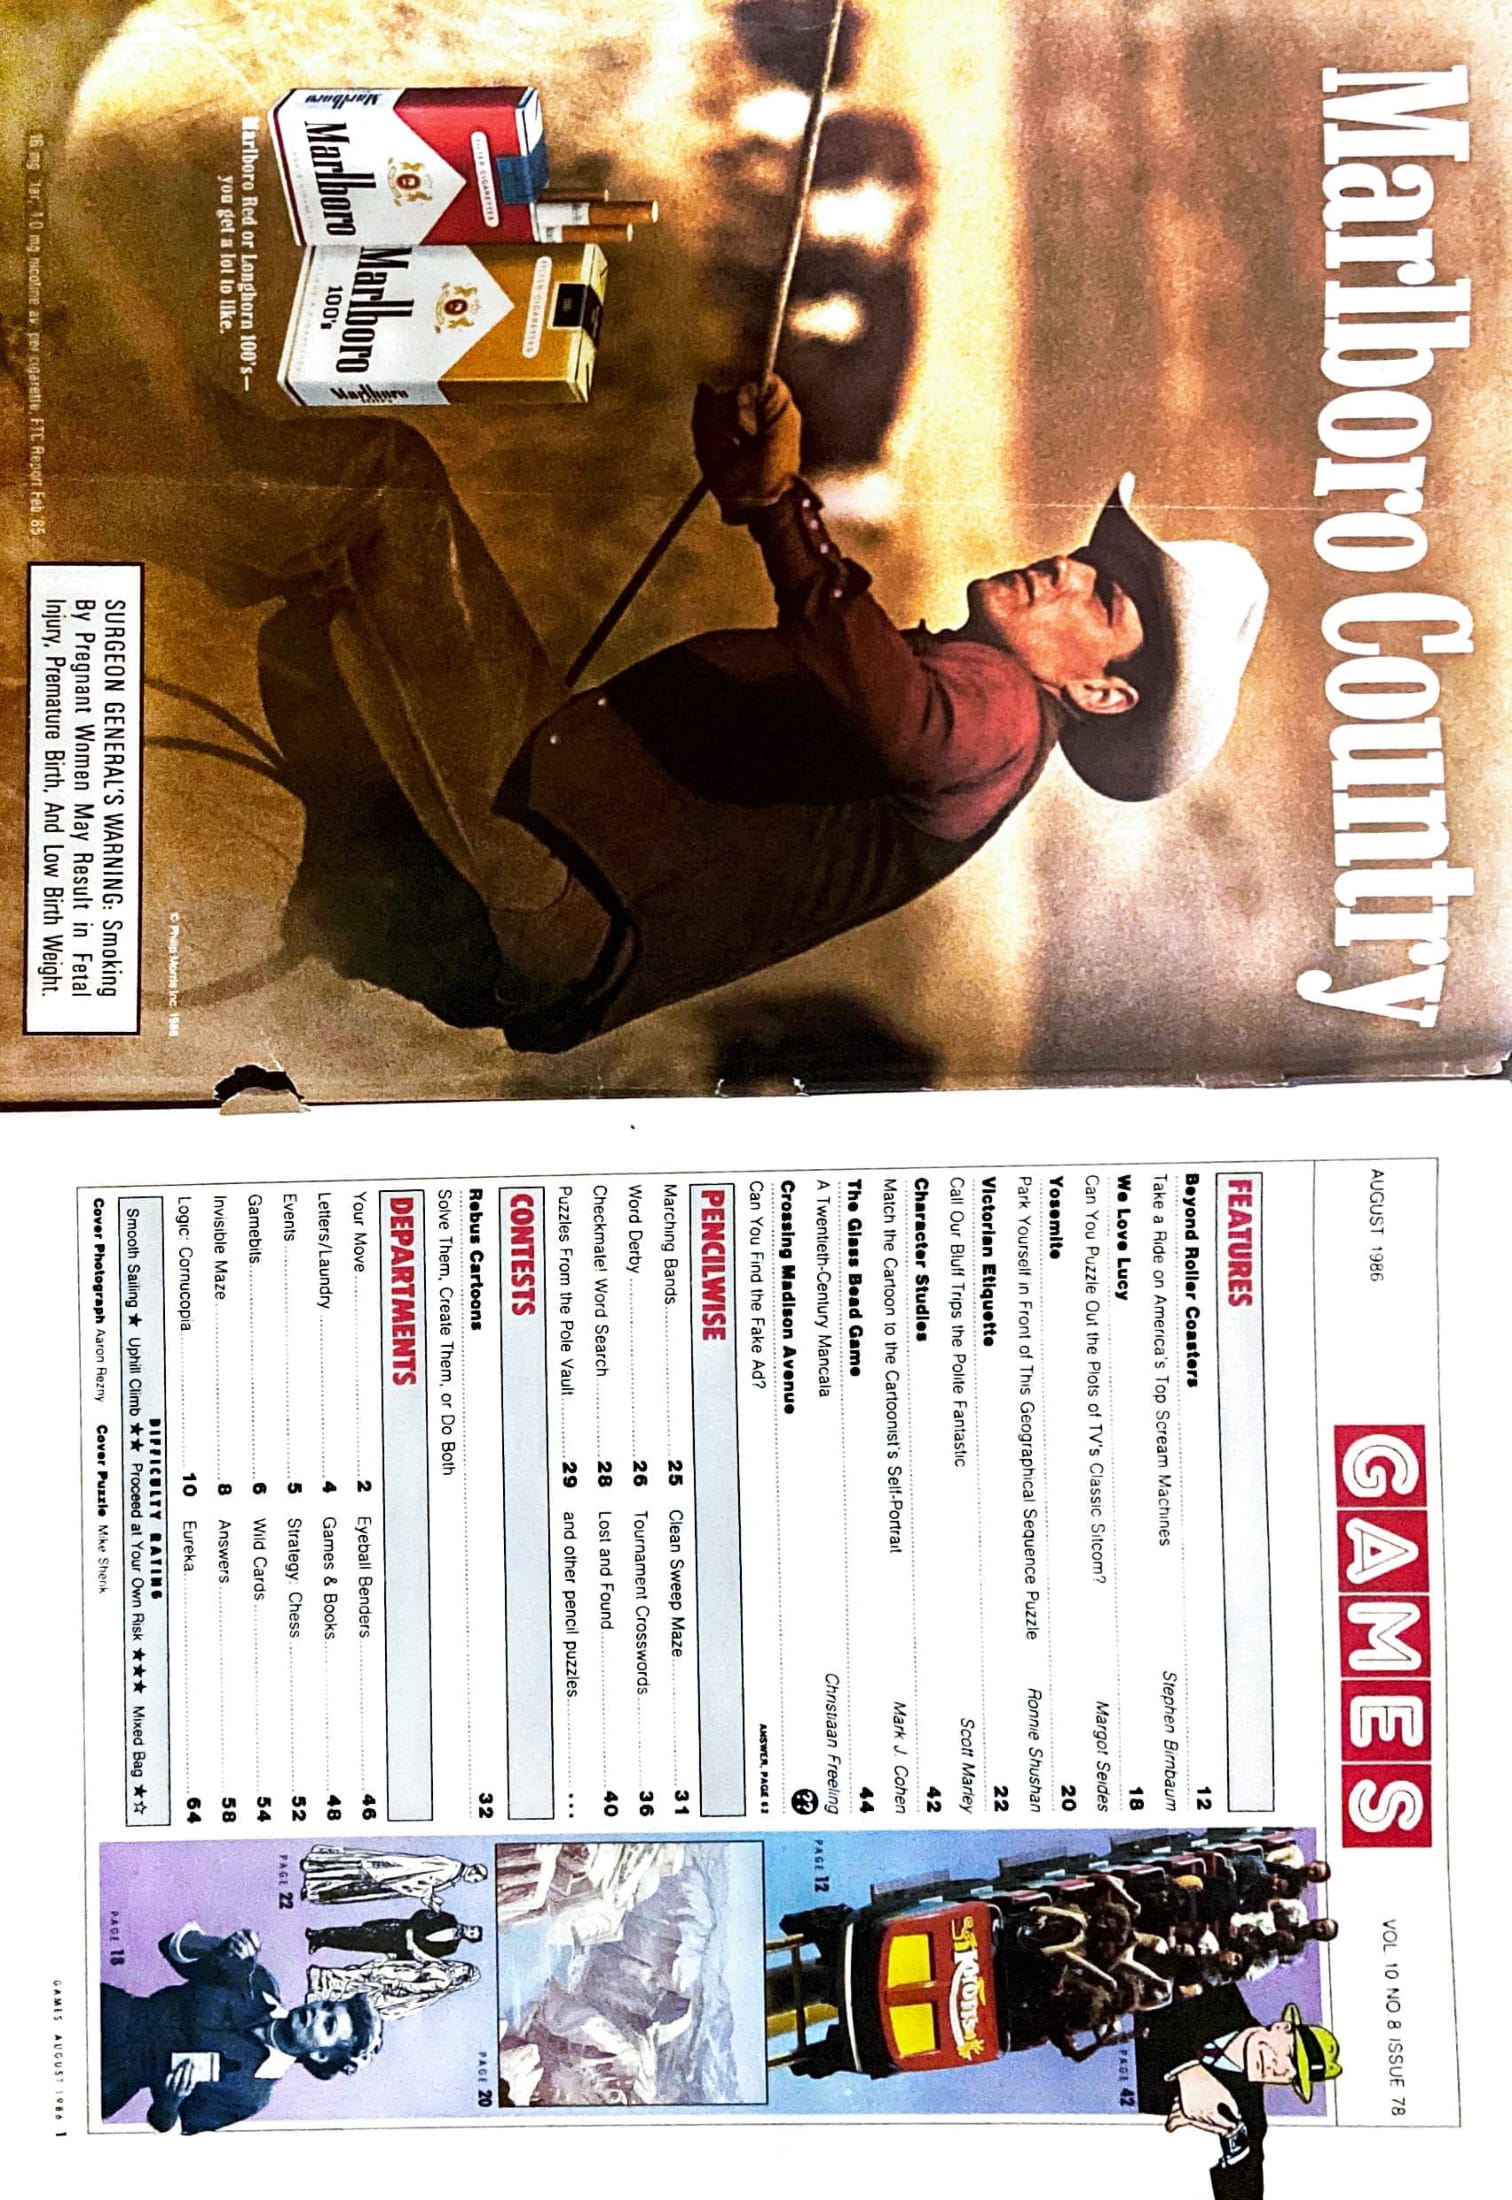 Marlboro Country
Marlboro
FILTER CIGARETTES
Marlboro
FILTER CIGARETTES
Marlboro
100's
Marlboro
Marlboro Red or Longhorn 100's—
you get a lot to like.
16 mg "tar," 1.0 mg nicotine av. per cigarette, FTC Report Feb. '85
© Philip Morris Inc. 1986
SURGEON GENERAL'S WARNING: Smoking
By Pregnant Women May Result in Fetal
Injury, Premature Birth, And Low Birth Weight.
AUGUST 1986
GAMES
VOL. 10 NO 8 ISSUE 78
FEATURES
Beyond Roller Coasters 12
Take a Ride on America's Top Scream Machines Stephen Birnbaum
We Love Lucy 18
Can You Puzzle Out the Plots of TV's Classic Sitcom? Margot Seides
Yosemite 20
Park Yourself in Front of This Geographical Sequence Puzzle Ronnie Shushan
Victorian Etiquette 22
Call Our Bluff Trips the Polite Fantastic Scott Marley
Character Studies 42
Match the Cartoon to the Cartoonist's Self-Portrait Mark J. Cohen
The Glass Bead Game 44
A Twentieth-Century Mancala Christiaan Freeling
Crossing Madison Avenue ??
Can You Find the Fake Ad? ANSWER, PAGE 62
PENCILWISE
Marching Bands 25 Clean Sweep Maze 31
Word Derby 26 Tournament Crosswords 36
Checkmate! Word Search 28 Lost and Found 40
Puzzles From the Pole Vault 29 and other pencil puzzles ...
CONTESTS
Rebus Cartoons 32
Solve Them, Create Them, or Do Both
DEPARTMENTS
Your Move 2 Eyeball Benders 46
Letters/Laundry 4 Games & Books 48
Events 5 Strategy: Chess 52
Gamebits 6 Wild Cards 54
Invisible Maze 8 Answers 58
Logic: Cornucopia 10 Eureka 64
DIFFICULTY RATING
Smooth Sailing ★ Uphill Climb ★★ Proceed at Your Own Risk ★★★ Mixed Bag ★☆
Cover Photograph Aaron Rezny Cover Puzzle Mike Shenk
PAGE 42
PAGE 12
PAGE 20
PAGE 22
PAGE 18
GAMES AUGUST 1986 1